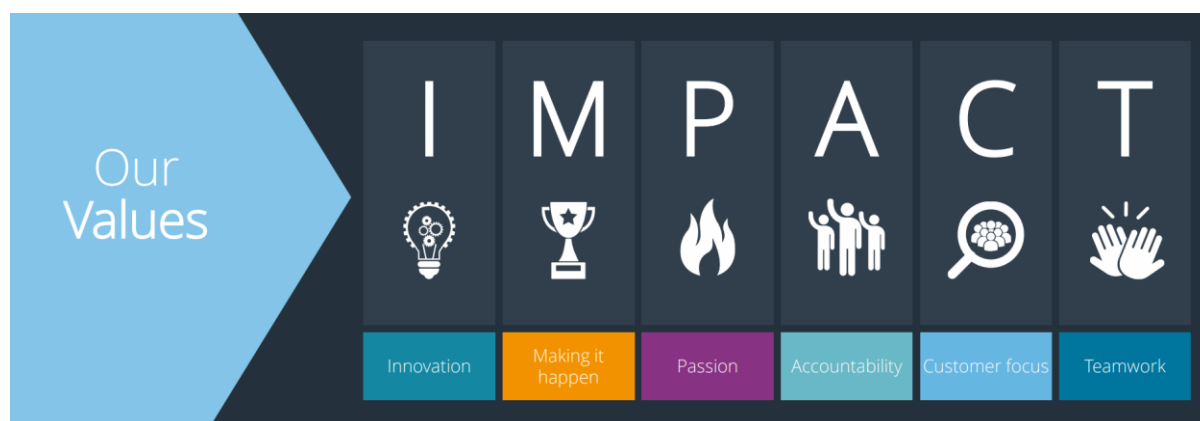 Our
Values
I M P A C T
Innovation
Making it
happen
Passion
Accountability
Customer focus
Teamwork